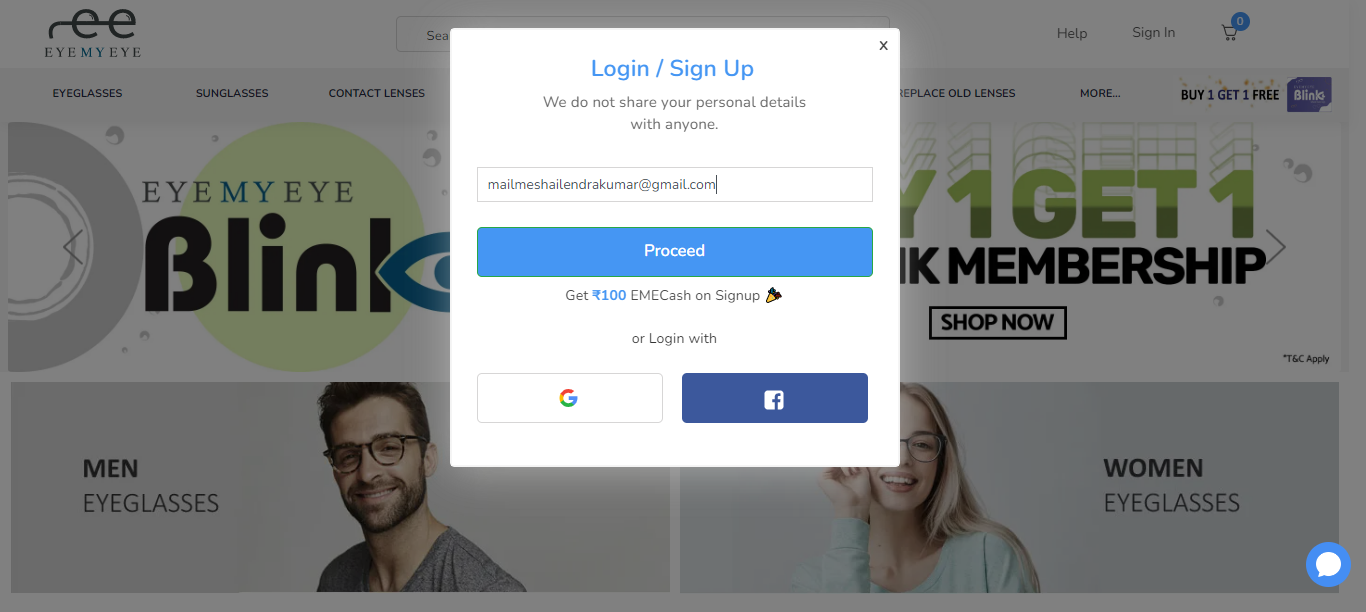 EYE MY EYE
Sea
Help
Sign In
0
x
Login / Sign Up
We do not share your personal details
with anyone.
EYEGLASSES
SUNGLASSES
CONTACT LENSES
REPLACE OLD LENSES
MORE...
BUY 1 GET 1 FREE
Blink+
mailmeshailendrakumar@gmail.com
Proceed
Get ₹100 EMECash on Signup
or Login with
EYE MY EYE
Blink
Y 1 GET 1
K MEMBERSHIP
SHOP NOW
*T&C Apply
MEN
EYEGLASSES
WOMEN
EYEGLASSES